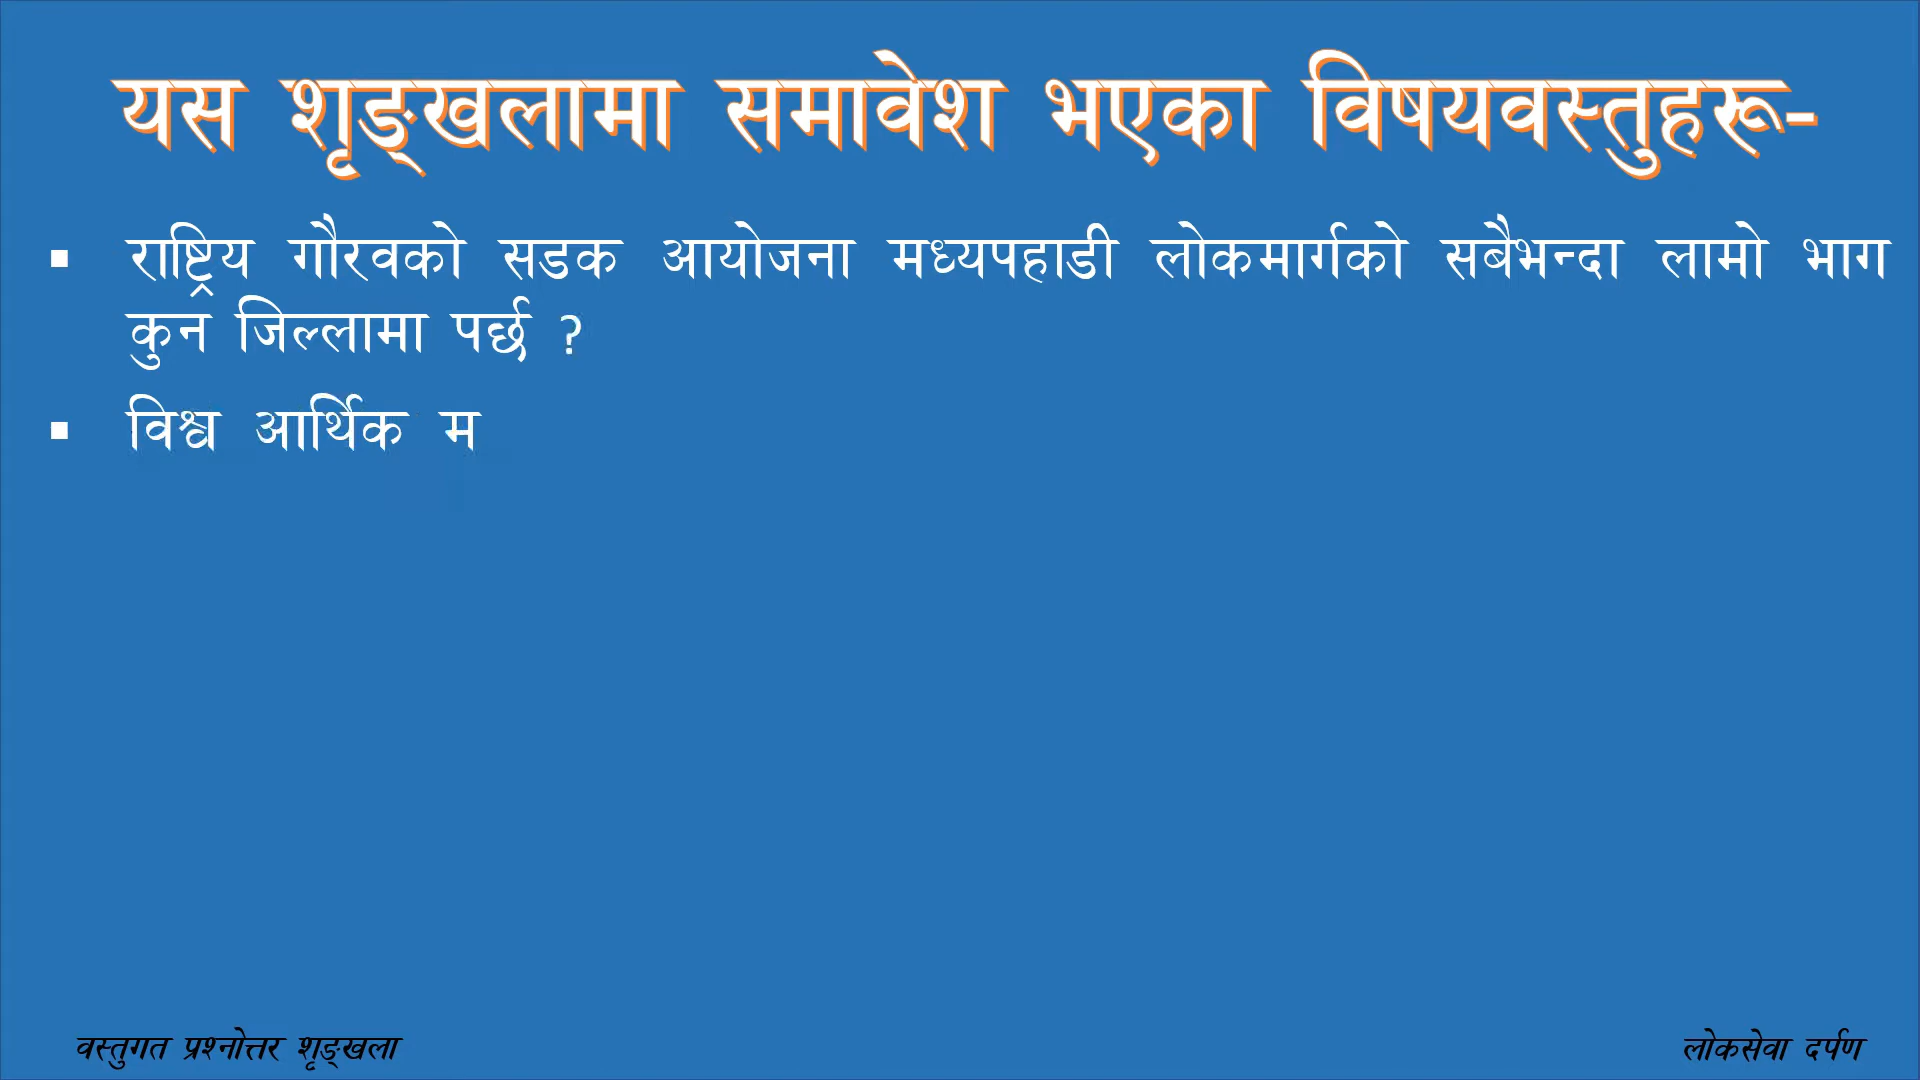 यस शृङ्खलामा समावेश भएका विषयवस्तुहरू-
▪ राष्ट्रिय गौरवको सडक आयोजना मध्यपहाडी लोकमार्गको सबैभन्दा लामो भाग
कुन जिल्लामा पर्छ ?
▪ विश्व आर्थिक म
वस्तुगत प्रश्नोत्तर शृङ्खला
लोकसेवा दर्पण